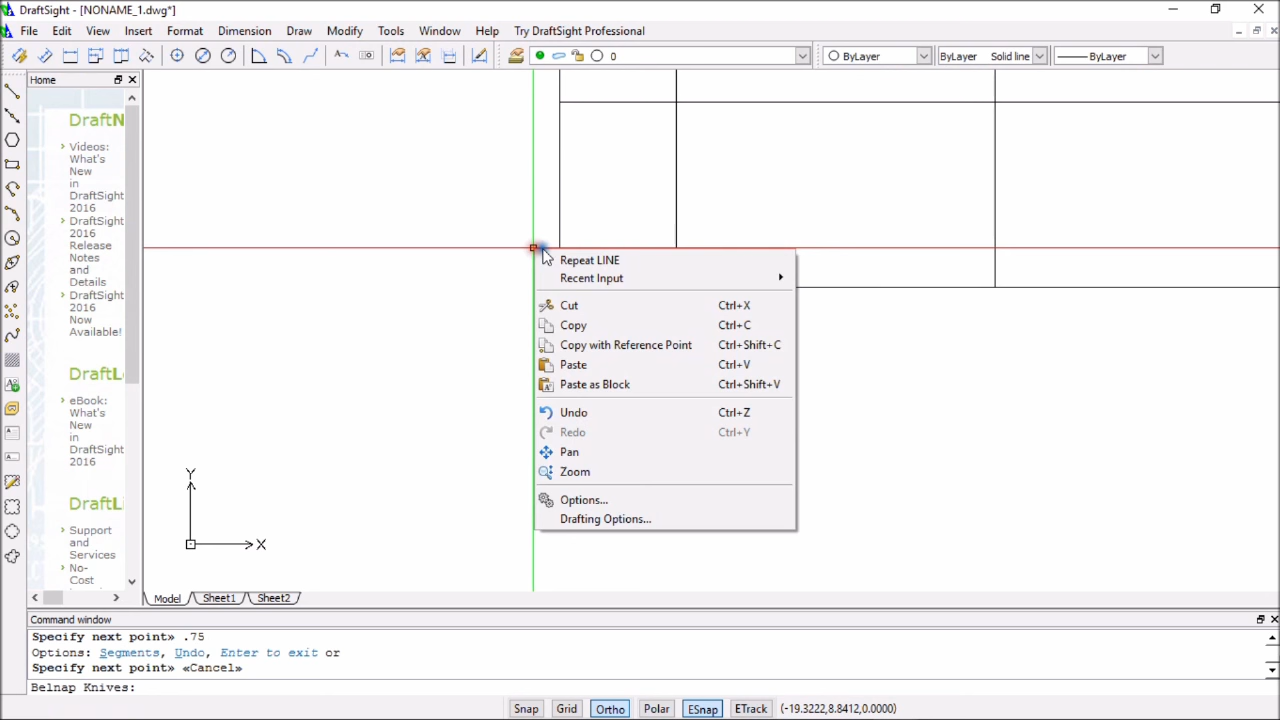 DraftSight - [NONAME_1.dwg*]
File Edit View Insert Format Dimension Draw Modify Tools Window Help Try DraftSight Professional
0 ByLayer ByLayer Solid line ByLayer
Home
DraftN
Videos:
What's
New
in
DraftSight
2016
DraftSight
2016
Release
Notes
and
Details
DraftSight
2016
Now
Available!
DraftL
eBook:
What's
New
in
DraftSight
2016
DraftL
Support
and
Services
No-
Cost
Repeat LINE
Recent Input
Cut Ctrl+X
Copy Ctrl+C
Copy with Reference Point Ctrl+Shift+C
Paste Ctrl+V
Paste as Block Ctrl+Shift+V
Undo Ctrl+Z
Redo Ctrl+Y
Pan
Zoom
Options...
Drafting Options...
Y
X
Model Sheet1 Sheet2
Command window
Specify next point» .75
Options: Segments, Undo, Enter to exit or
Specify next point» «Cancel»
Belnap Knives:
Snap Grid Ortho Polar ESnap ETrack (-19.3222,8.8412,0.0000)